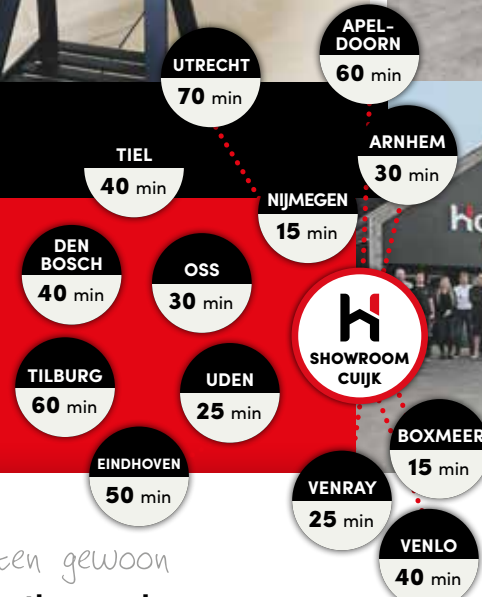 APEL-
DOORN
60 min
UTRECHT
70 min
ARNHEM
30 min
TIEL
40 min
NIJMEGEN
15 min
DEN
BOSCH
40 min
OSS
30 min
SHOWROOM
CUIJK
TILBURG
60 min
UDEN
25 min
BOXMEER
15 min
EINDHOVEN
50 min
VENRAY
25 min
VENLO
40 min
gewoon